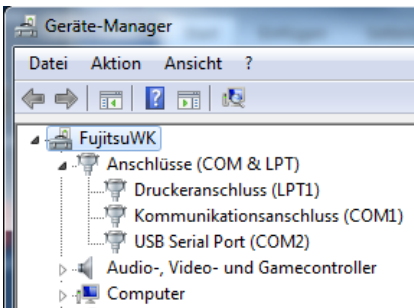 Geräte-Manager
Datei Aktion Ansicht ?
FujitsuWK
Anschlüsse (COM & LPT)
Druckeranschluss (LPT1)
Kommunikationsanschluss (COM1)
USB Serial Port (COM2)
Audio-, Video- und Gamecontroller
Computer